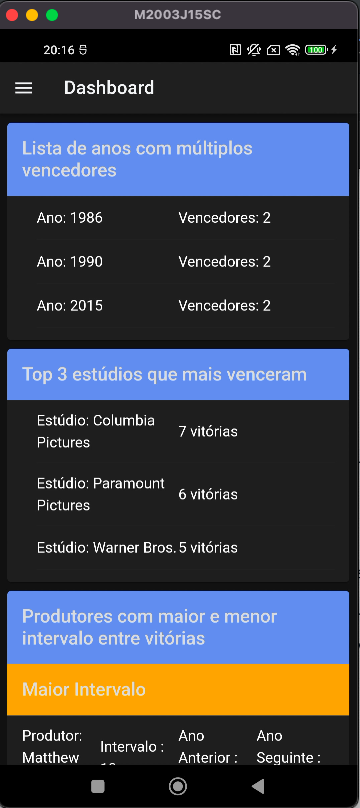 M2003J15SC
20:16
100
Dashboard
Lista de anos com múltiplos
vencedores
Ano: 1986 Vencedores: 2
Ano: 1990 Vencedores: 2
Ano: 2015 Vencedores: 2
Top 3 estúdios que mais venceram
Estúdio: Columbia
Pictures
7 vitórias
Estúdio: Paramount
Pictures
6 vitórias
Estúdio: Warner Bros. 5 vitórias
Produtores com maior e menor
intervalo entre vitórias
Maior Intervalo
Produtor:
Matthew
Intervalo :
Ano
Anterior :
Ano
Seguinte :